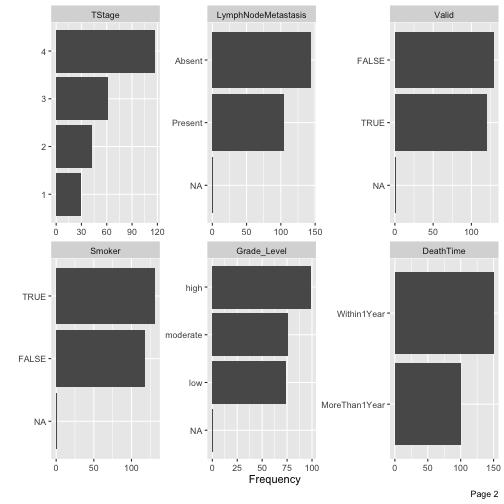 TStage
4
3
2
1
0 30 60 90 120
LymphNodeMetastasis
Absent
Present
NA
0 50 100 150
Valid
FALSE
TRUE
NA
0 50 100
Smoker
TRUE
FALSE
NA
0 50 100
Grade_Level
high
moderate
low
NA
0 25 50 75 100
DeathTime
Within1Year
MoreThan1Year
0 50 100 150
Frequency
Page 2